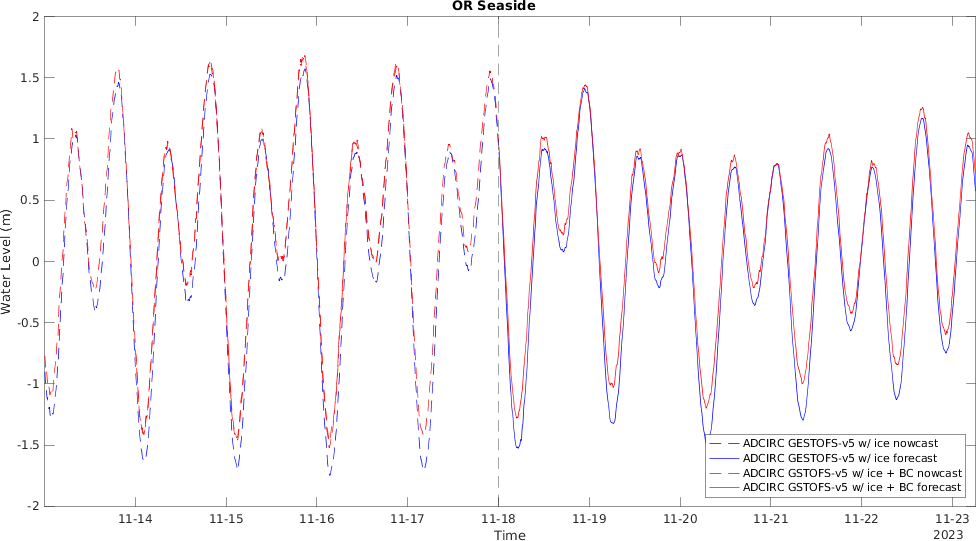 OR Seaside
2
1.5
1
0.5
0
-0.5
-1
-1.5
-2
Water Level (m)
11-14 11-15 11-16 11-17 11-18 11-19 11-20 11-21 11-22 11-23
Time
2023
ADCIRC GESTOFS-v5 w/ ice nowcast
ADCIRC GESTOFS-v5 w/ ice forecast
ADCIRC GSTOFS-v5 w/ ice + BC nowcast
ADCIRC GSTOFS-v5 w/ ice + BC forecast